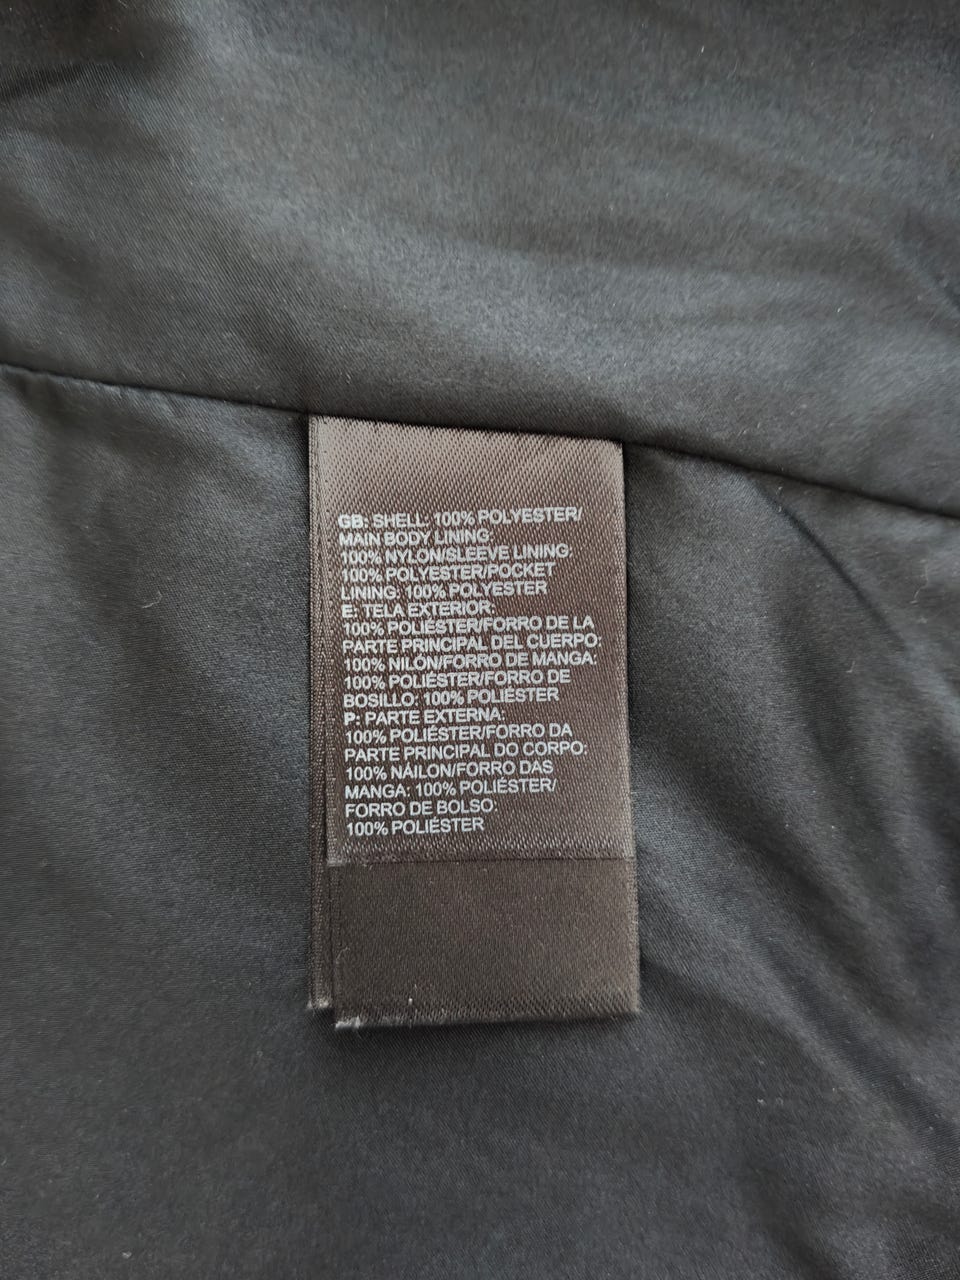 GB: SHELL: 100% POLYESTER/
MAIN BODY LINING:
100% NYLON/SLEEVE LINING:
100% POLYESTER/POCKET
LINING: 100% POLYESTER
E: TELA EXTERIOR:
100% POLIÉSTER/FORRO DE LA
PARTE PRINCIPAL DEL CUERPO:
100% NILÓN/FORRO DE MANGA:
100% POLIÉSTER/FORRO DE
BOSILLO: 100% POLIÉSTER
P: PARTE EXTERNA:
100% POLIÉSTER/FORRO DA
PARTE PRINCIPAL DO CORPO:
100% NÁILON/FORRO DAS
MANGA: 100% POLIÉSTER/
FORRO DE BOLSO:
100% POLIÉSTER